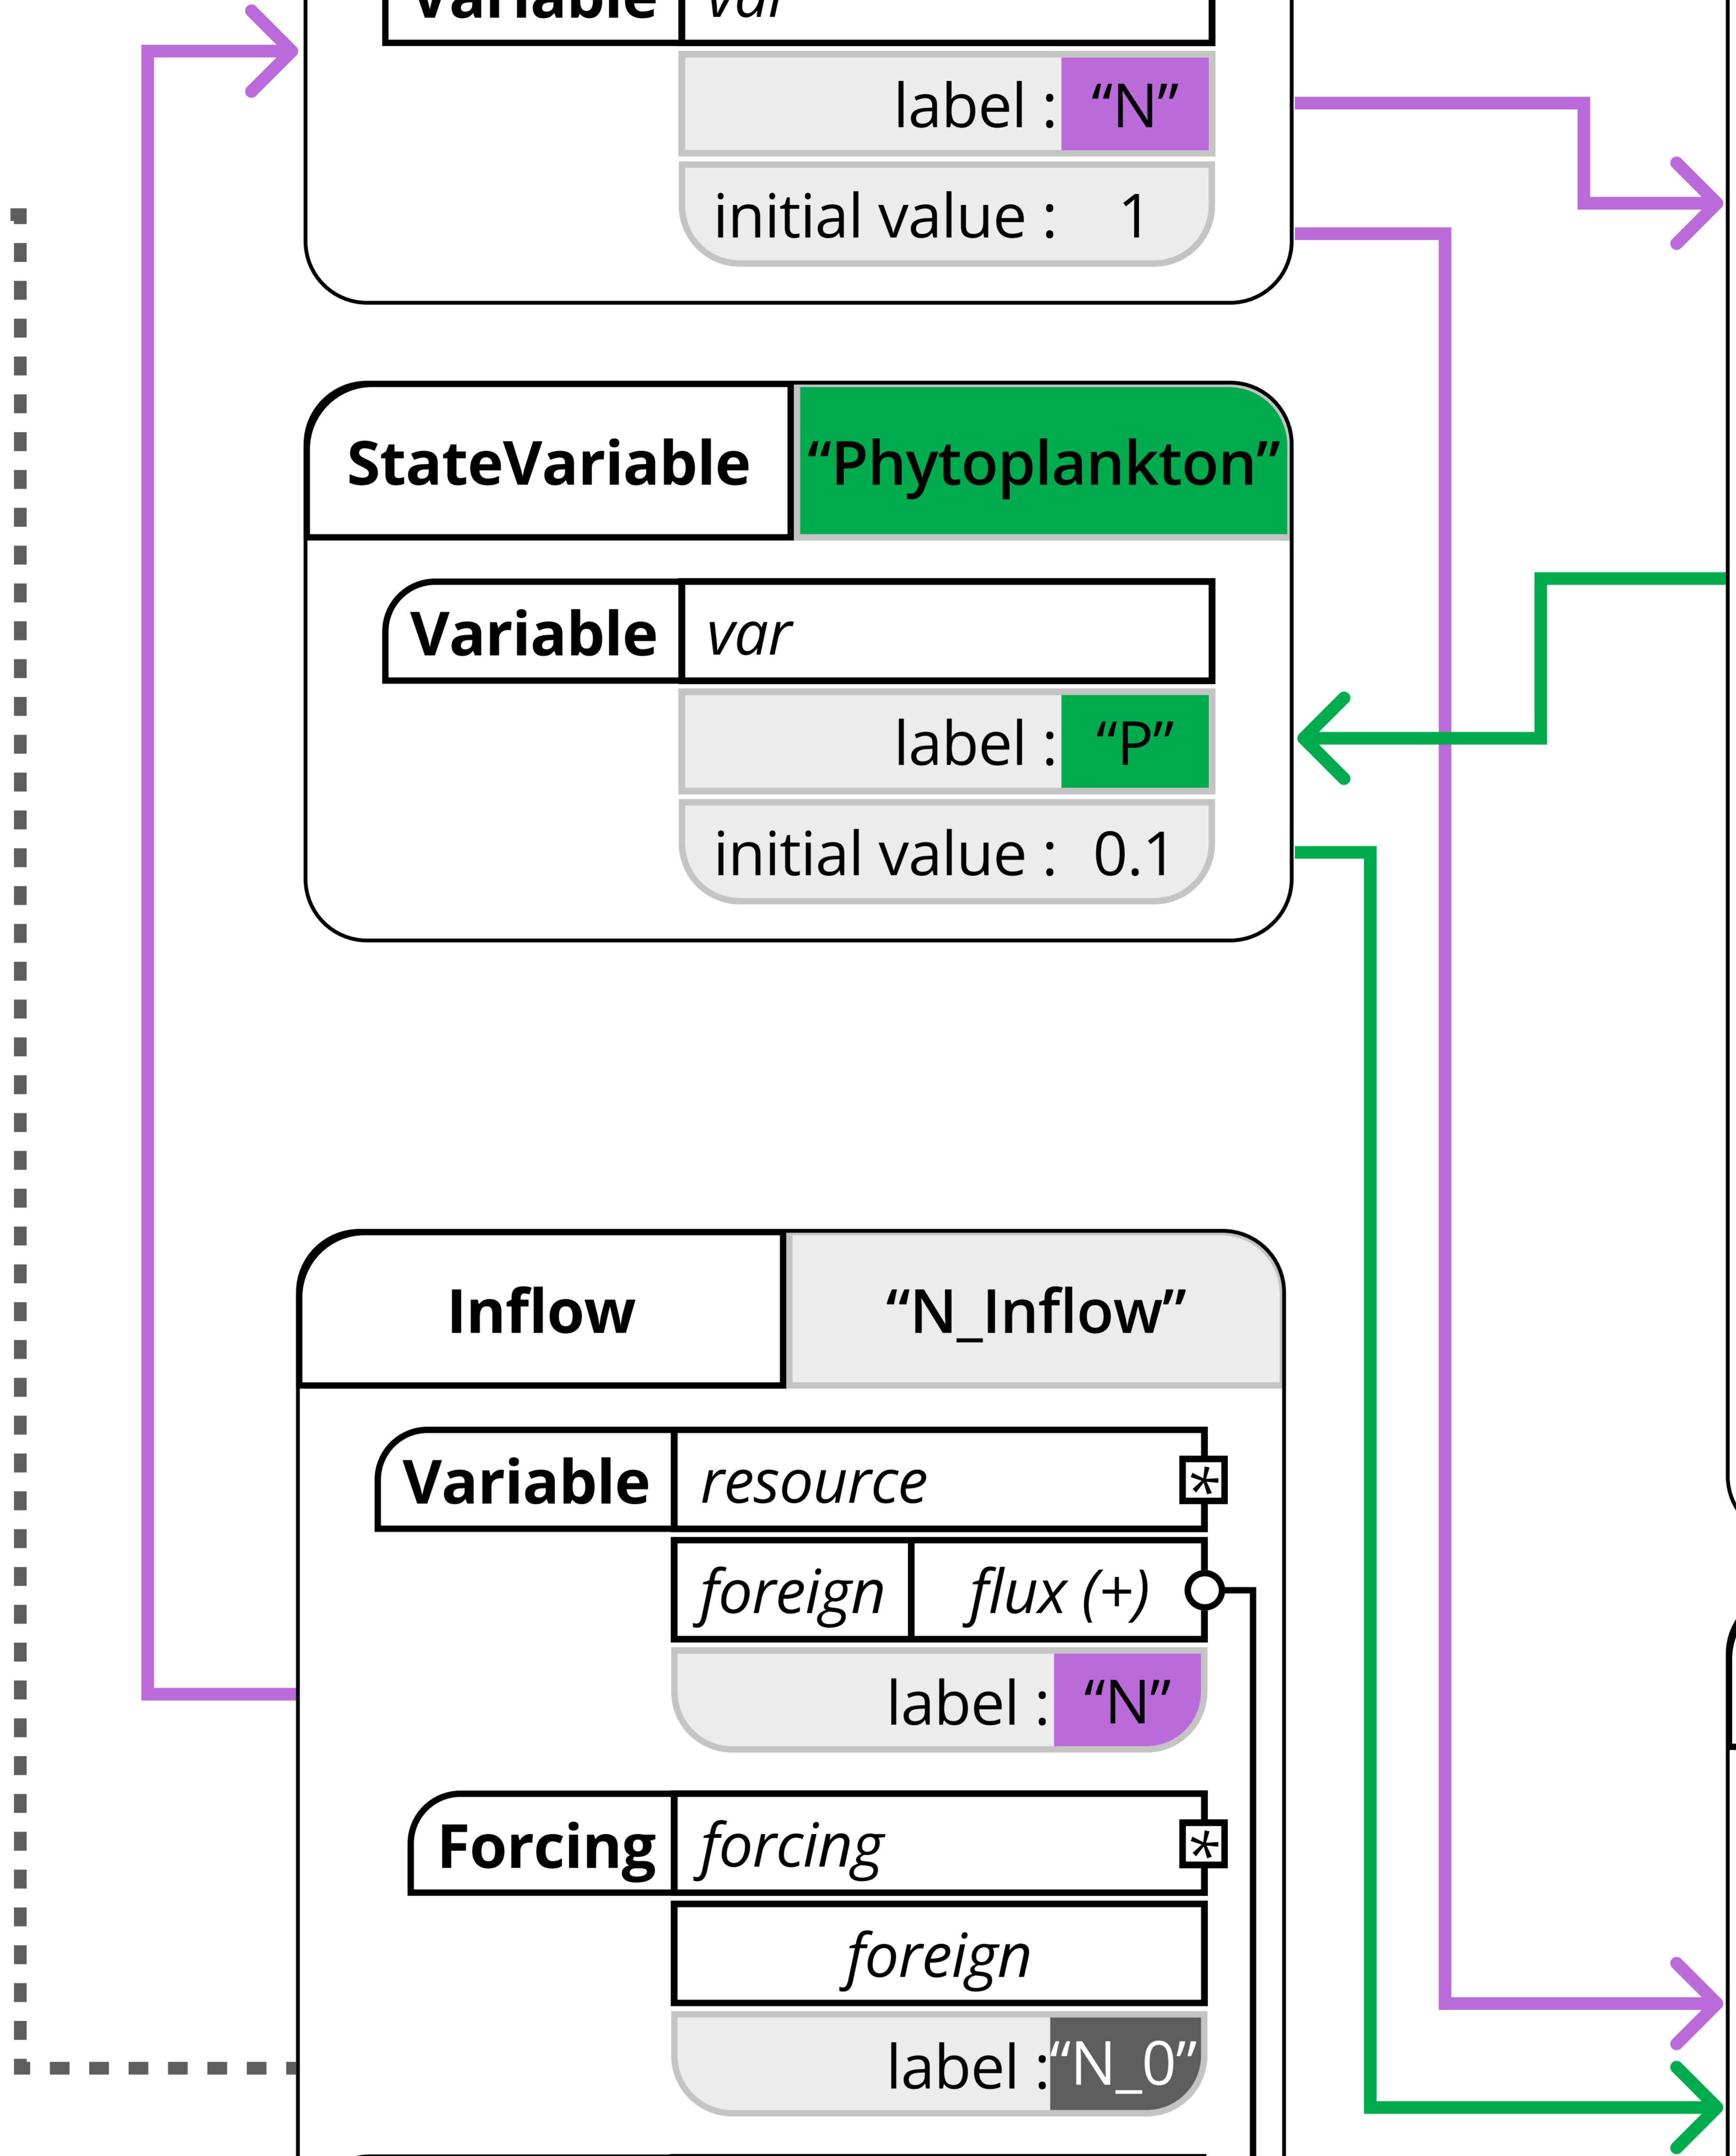 Variable var
label : “N”
initial value : 1
StateVariable “Phytoplankton”
Variable var
label : “P”
initial value : 0.1
Inflow “N_Inflow”
Variable resource *
foreign flux (+)
label : “N”
Forcing forcing *
foreign
label : “N_0”